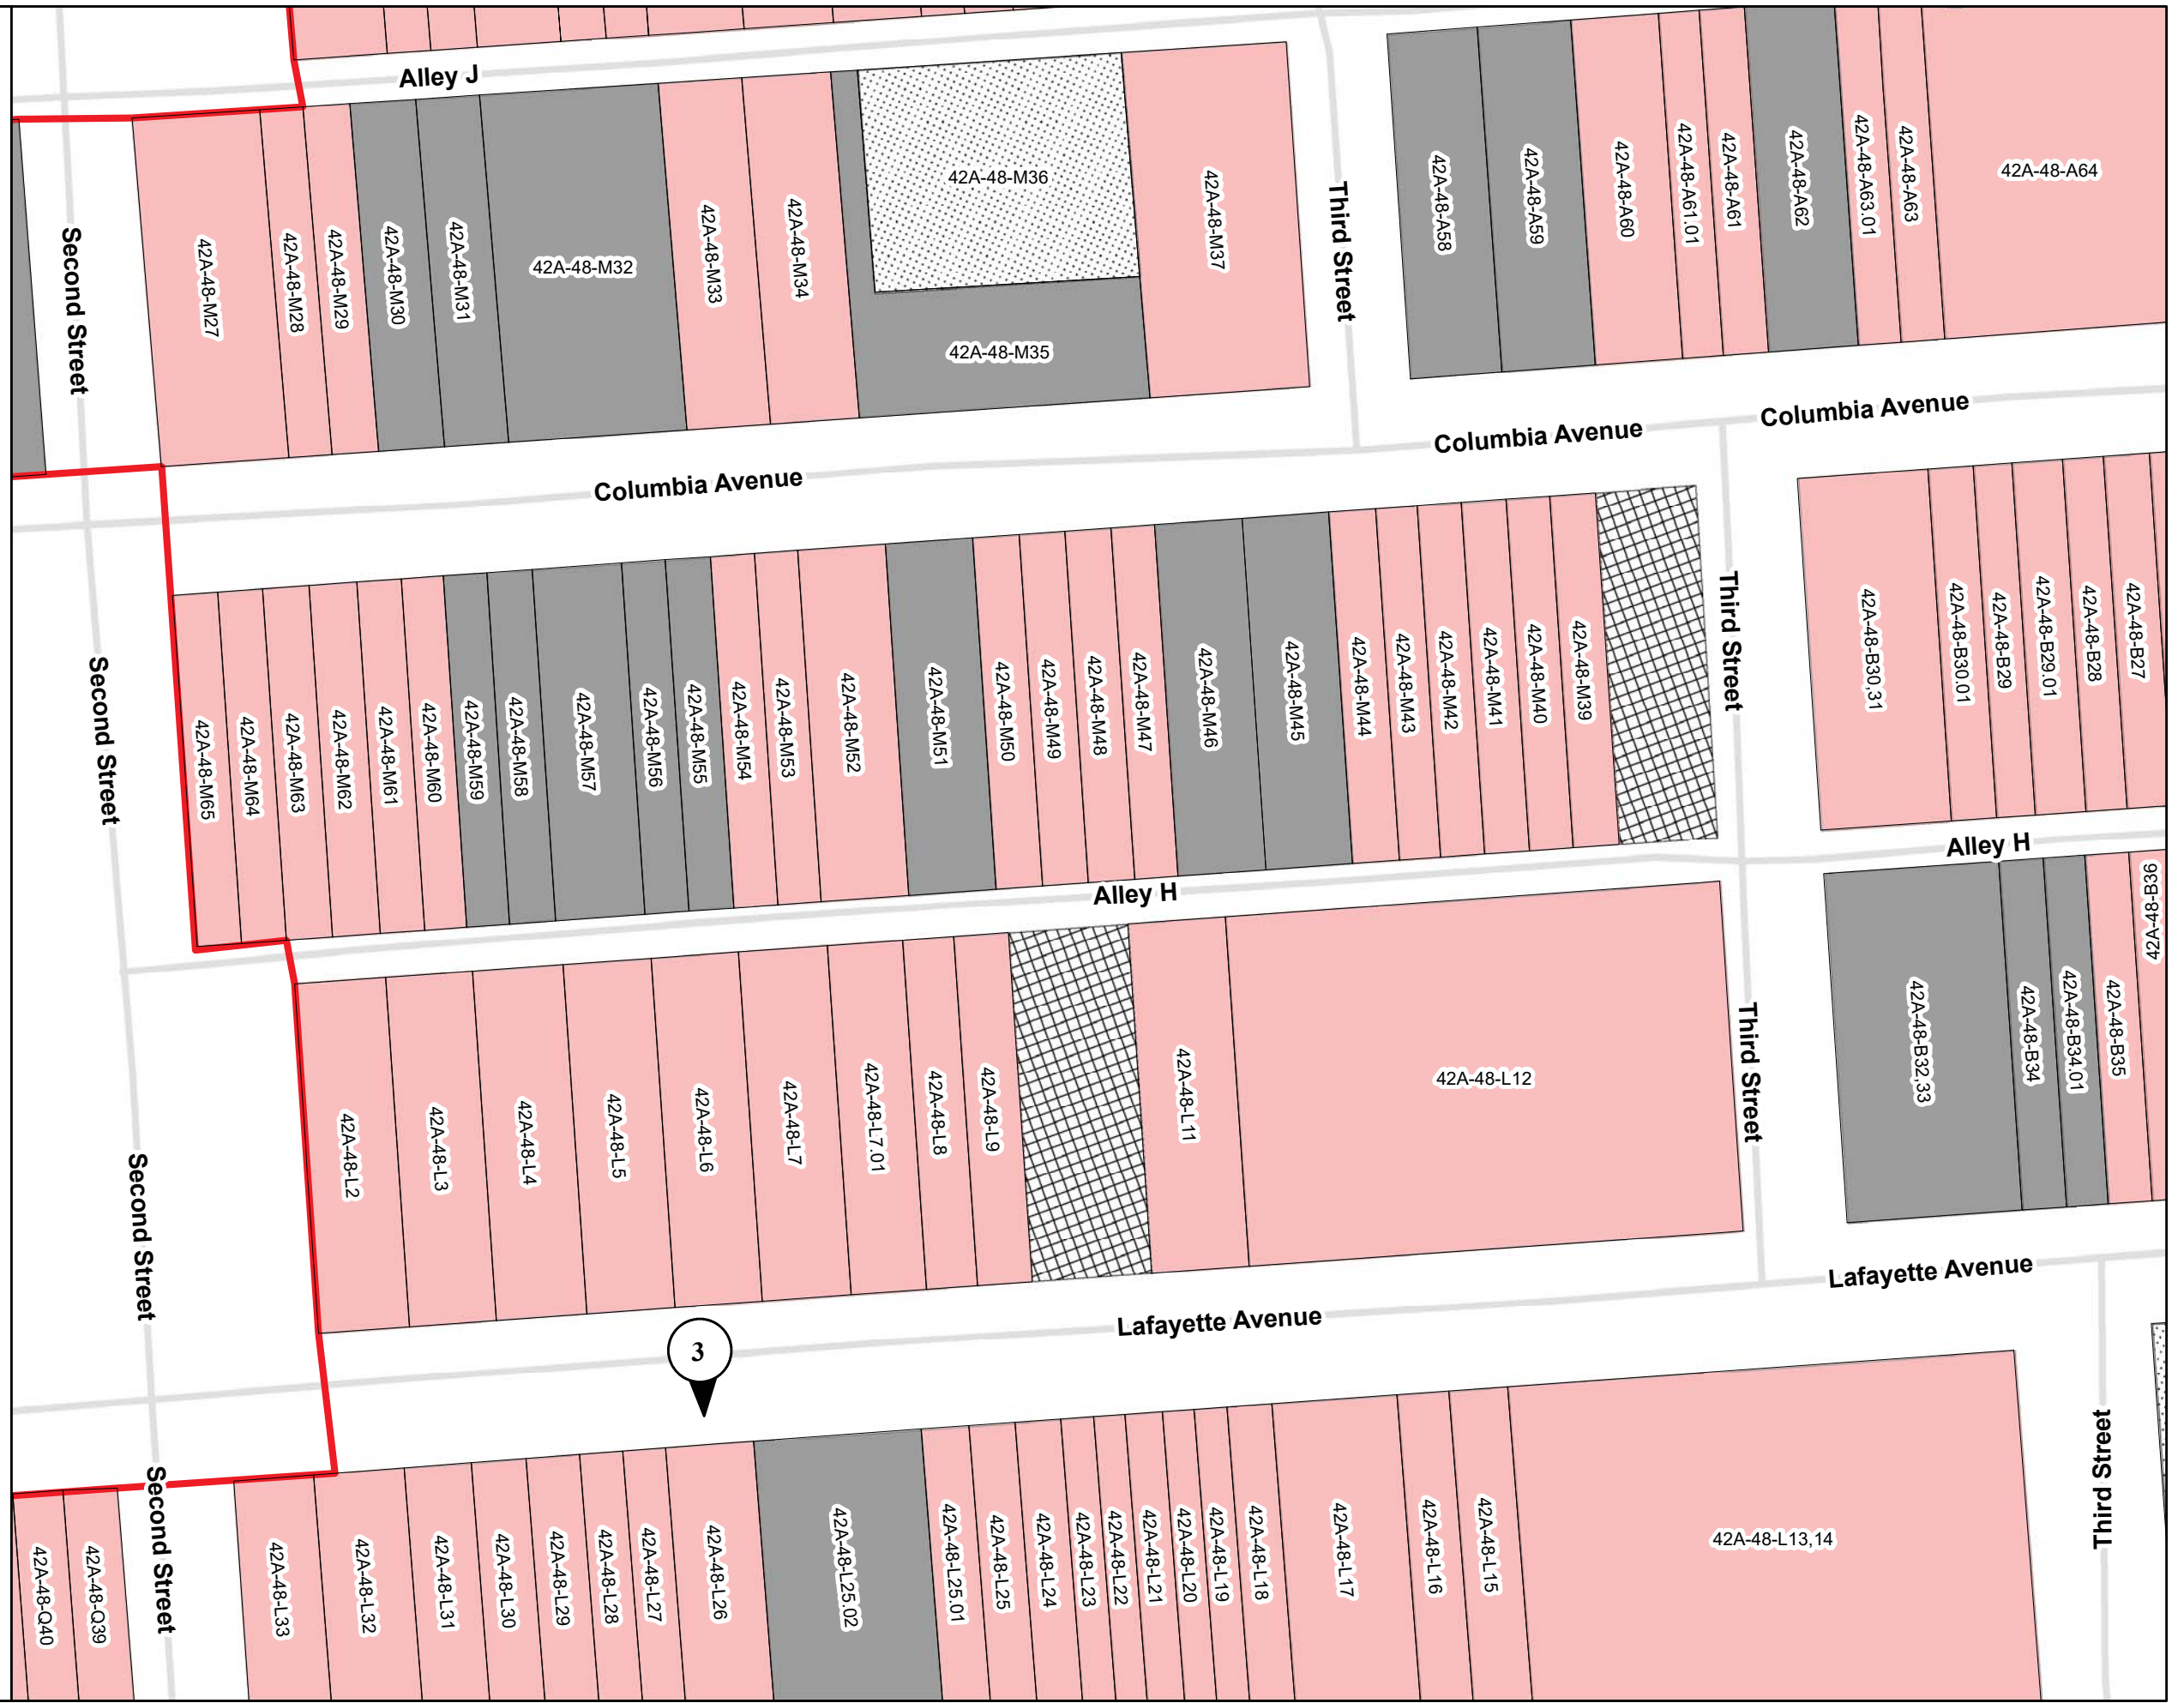 Alley J
42A-48-M27
42A-48-M28
42A-48-M29
42A-48-M30
42A-48-M31
42A-48-M32
42A-48-M33
42A-48-M34
42A-48-M36
42A-48-M35
42A-48-M37
Second Street
Third Street
42A-48-A58
42A-48-A59
42A-48-A60
42A-48-A61.01
42A-48-A61
42A-48-A62
42A-48-A63.01
42A-48-A63
42A-48-A64
Columbia Avenue
Columbia Avenue
Columbia Avenue
Second Street
42A-48-M65
42A-48-M64
42A-48-M63
42A-48-M62
42A-48-M61
42A-48-M60
42A-48-M59
42A-48-M58
42A-48-M57
42A-48-M56
42A-48-M55
42A-48-M54
42A-48-M53
42A-48-M52
42A-48-M51
42A-48-M50
42A-48-M49
42A-48-M48
42A-48-M47
42A-48-M46
42A-48-M45
42A-48-M44
42A-48-M43
42A-48-M42
42A-48-M41
42A-48-M40
42A-48-M39
Third Street
42A-48-B30,31
42A-48-B30.01
42A-48-B29
42A-48-B29.01
42A-48-B28
42A-48-B27
Alley H
Alley H
Second Street
42A-48-L2
42A-48-L3
42A-48-L4
42A-48-L5
42A-48-L6
42A-48-L7
42A-48-L7.01
42A-48-L8
42A-48-L9
42A-48-L11
42A-48-L12
Third Street
42A-48-B32,33
42A-48-B34
42A-48-B34.01
42A-48-B35
42A-48-B36
Lafayette Avenue
Lafayette Avenue
3
42A-48-Q40
42A-48-Q39
Second Street
42A-48-L33
42A-48-L32
42A-48-L31
42A-48-L30
42A-48-L29
42A-48-L28
42A-48-L27
42A-48-L26
42A-48-L25.02
42A-48-L25.01
42A-48-L25
42A-48-L24
42A-48-L23
42A-48-L22
42A-48-L21
42A-48-L20
42A-48-L19
42A-48-L18
42A-48-L17
42A-48-L16
42A-48-L15
42A-48-L13,14
Third Street